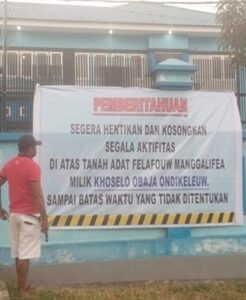 PEMBERITAHUAN
SEGERA HENTIKAN DAN KOSONGKAN
SEGALA AKTIFITAS
DI ATAS TANAH ADAT FELAFOUW MANGGALIFEA
MILIK KHOSELO OBAJA ONDIKELEUW.
SAMPAI BATAS WAKTU YANG TIDAK DITENTUKAN